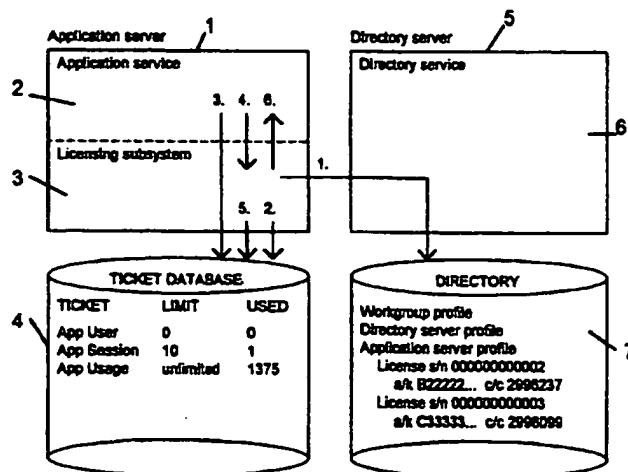 1
5
Application server
Directory server
Application service
Directory service
2
3. 4. 6.
6
Licensing subsystem
1.
3
5. 2.
TICKET DATABASE
DIRECTORY
TICKET LIMIT USED
App User 0 0
App Session 10 1
App Usage unlimited 1375
4
Workgroup profile
Directory server profile
Application server profile
License s/n 000000000002
a/k B22222... c/c 2996237
License s/n 000000000003
a/k C33333... c/c 2996099
7